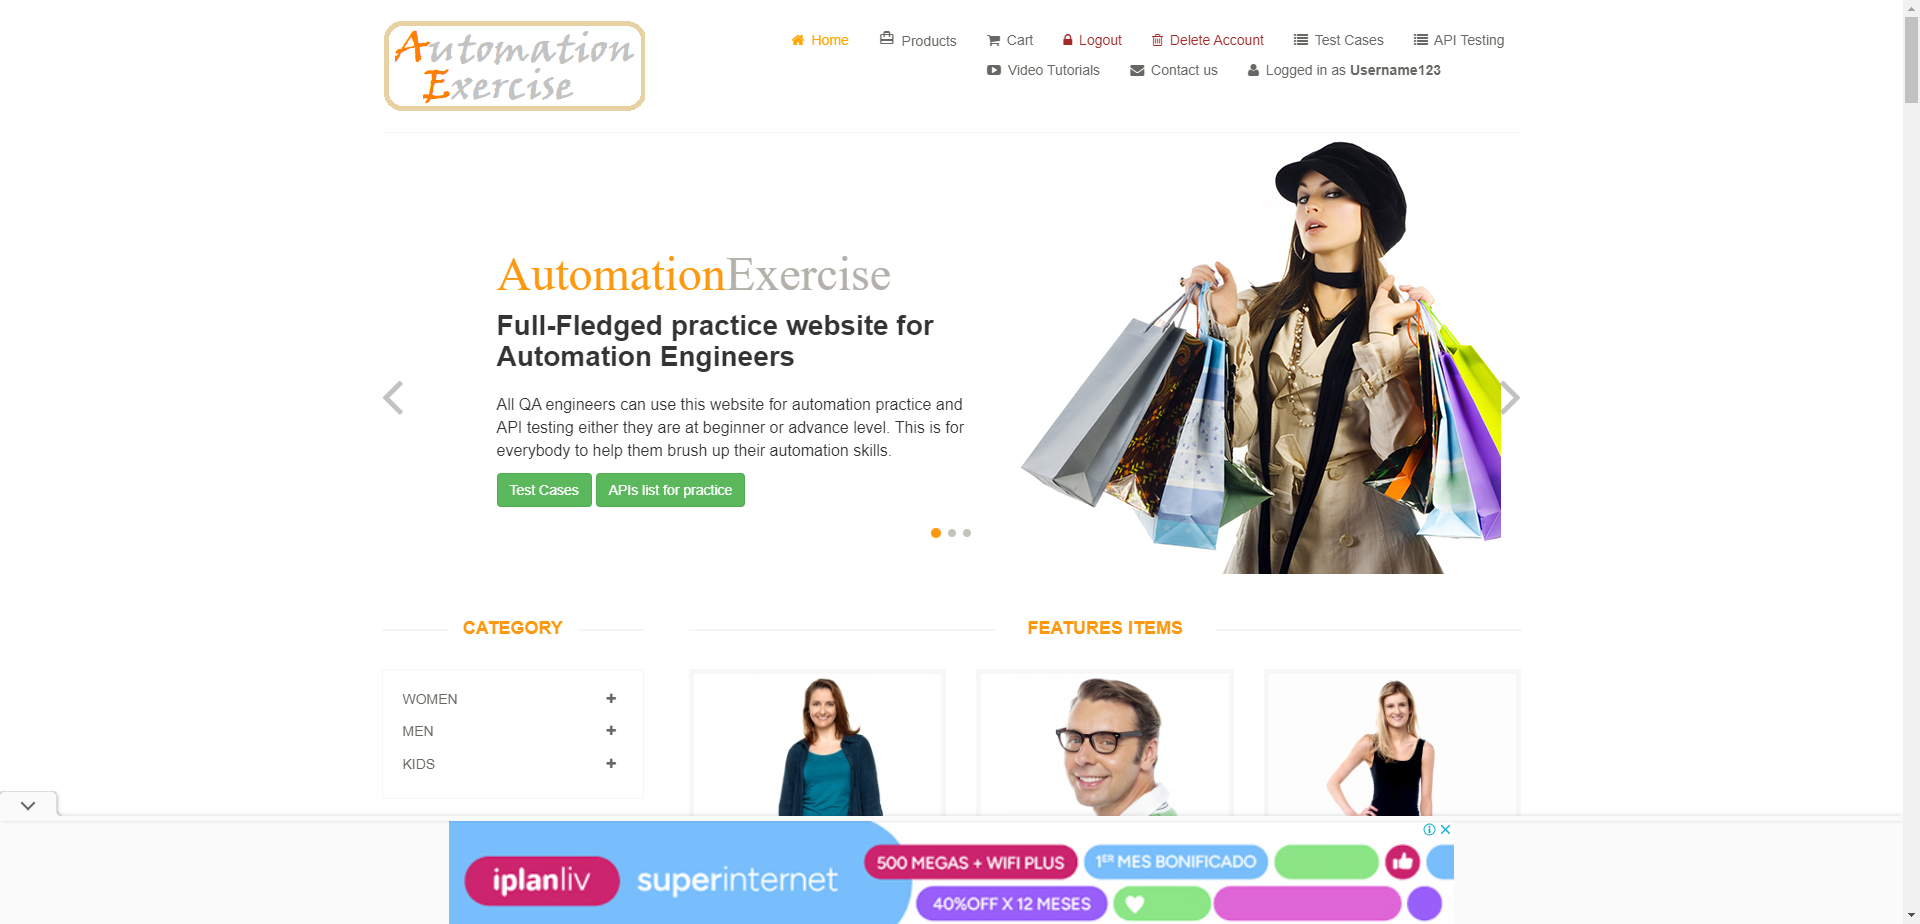 Automation
Exercise
Home
Products
Cart
Logout
Delete Account
Test Cases
API Testing
Video Tutorials
Contact us
Logged in as Username123
AutomationExercise
Full-Fledged practice website for
Automation Engineers
All QA engineers can use this website for automation practice and
API testing either they are at beginner or advance level. This is for
everybody to help them brush up their automation skills.
Test Cases
APIs list for practice
CATEGORY
FEATURES ITEMS
WOMEN
MEN
KIDS
iplanliv
superinternet
500 MEGAS + WIFI PLUS
1ER MES BONIFICADO
40%OFF X 12 MESES